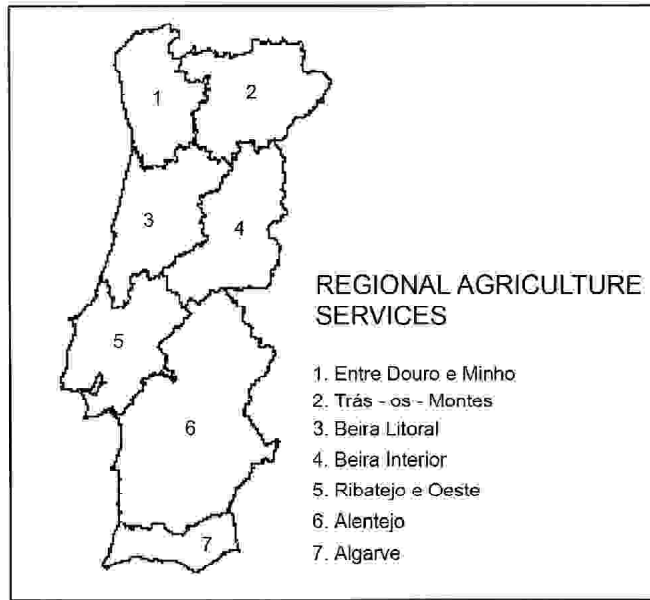 1
2
3
4
5
6
7
REGIONAL AGRICULTURE
SERVICES
1. Entre Douro e Minho
2. Trás - os - Montes
3. Beira Litoral
4. Beira Interior
5. Ribatejo e Oeste
6. Alentejo
7. Algarve